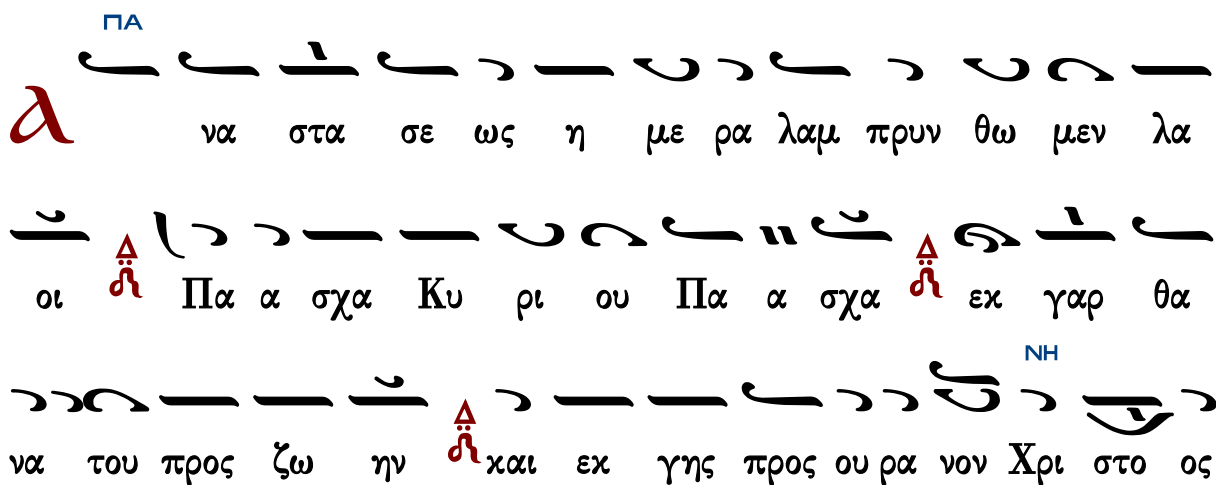 ΠΑ
α να στα σε ως η με ρα λαμ πρυν θω μεν λα
οι Δ Πα α σχα Κυ ρι ου Πα α σχα Δ εκ γαρ θα
ΝΗ
να του προς ζω ην Δ και εκ γης προς ου ρα νον Χρι στο ος